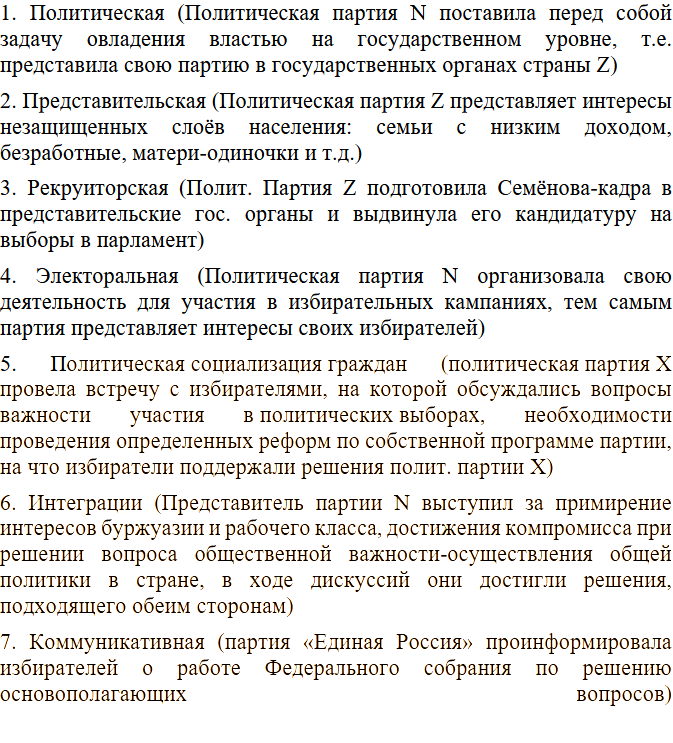 1. Политическая (Политическая партия N поставила перед собой
задачу овладения властью на государственном уровне, т.е.
представила свою партию в государственных органах страны Z)
2. Представительская (Политическая партия Z представляет интересы
незащищенных слоёв населения: семьи с низким доходом,
безработные, матери-одиночки и т.д.)
3. Рекруиторская (Полит. Партия Z подготовила Семёнова-кадра в
представительские гос. органы и выдвинула его кандидатуру на
выборы в парламент)
4. Электоральная (Политическая партия N организовала свою
деятельность для участия в избирательных кампаниях, тем самым
партия представляет интересы своих избирателей)
5. Политическая социализация граждан (политическая партия X
провела встречу с избирателями, на которой обсуждались вопросы
важности участия в политических выборах, необходимости
проведения определенных реформ по собственной программе партии,
на что избиратели поддержали решения полит. партии X)
6. Интеграции (Представитель партии N выступил за примирение
интересов буржуазии и рабочего класса, достижения компромисса при
решении вопроса общественной важности-осуществления общей
политики в стране, в ходе дискуссий они достигли решения,
подходящего обеим сторонам)
7. Коммуникативная (партия «Единая Россия» проинформировала
избирателей о работе Федерального собрания по решению
основополагающих вопросов)